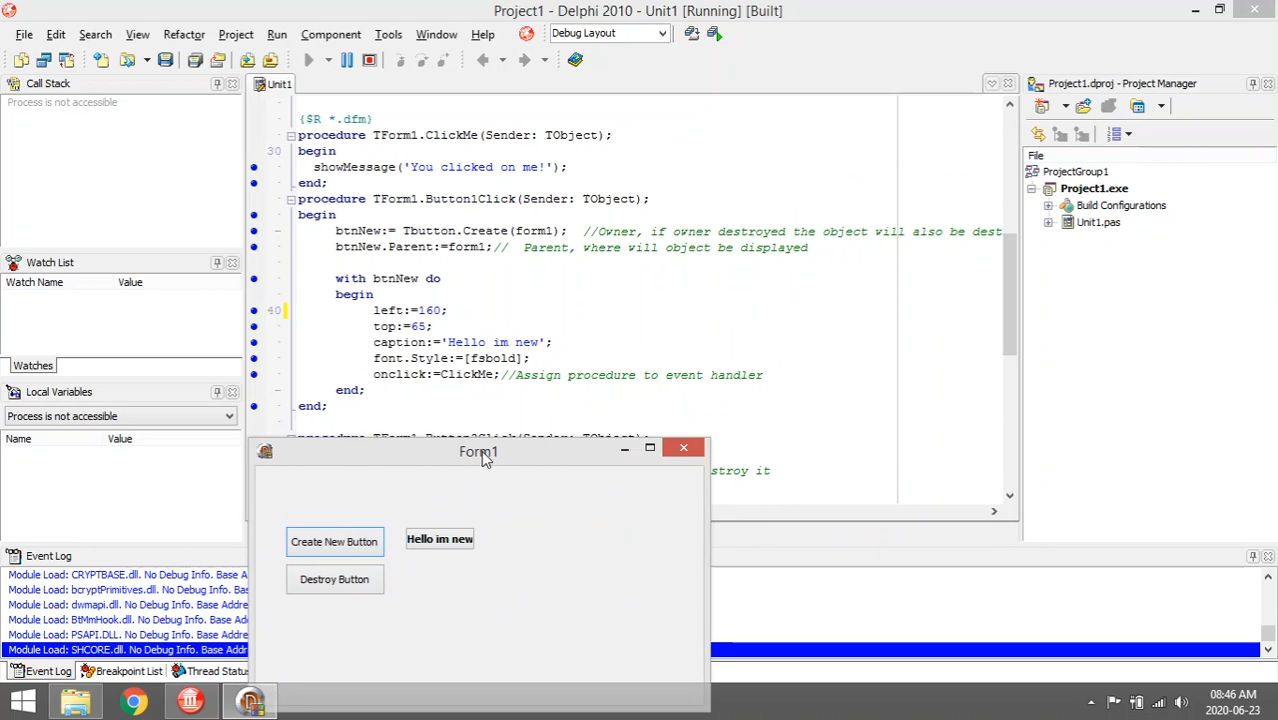 Project1 - Delphi 2010 - Unit1 [Running] [Built]
File Edit Search View Refactor Project Run Component Tools Window Help Debug Layout
Call Stack
Unit1
Project1.dproj - Project Manager
Process is not accessible
{$R *.dfm}
procedure TForm1.ClickMe(Sender: TObject);
30 begin
showMessage('You clicked on me!');
end;
procedure TForm1.Button1Click(Sender: TObject);
begin
btnNew:= Tbutton.Create(form1); //Owner, if owner destroyed the object will also be dest
btnNew.Parent:=form1;// Parent, where will object be displayed
with btnNew do
begin
40 left:=160;
top:=65;
caption:='Hello im new';
font.Style:=[fsbold];
onclick:=ClickMe;//Assign procedure to event handler
end;
end;
procedure TForm1.Button2Click(Sender: TObject);
stroy it
File
ProjectGroup1
Project1.exe
Build Configurations
Unit1.pas
Watch List
Watch Name Value
Watches
Local Variables
Process is not accessible
Name Value
Form1
Create New Button
Hello im new
Destroy Button
Event Log
Module Load: CRYPTBASE.dll. No Debug Info. Base A
Module Load: bcryptPrimitives.dll. No Debug Info. Ba
Module Load: dwmapi.dll. No Debug Info. Base Addre
Module Load: BtMmHook.dll. No Debug Info. Base Ad
Module Load: PSAPI.DLL. No Debug Info. Base Addre
Module Load: SHCORE.dll. No Debug Info. Base Addr
Event Log Breakpoint List Thread Status
08:46 AM
2020-06-23